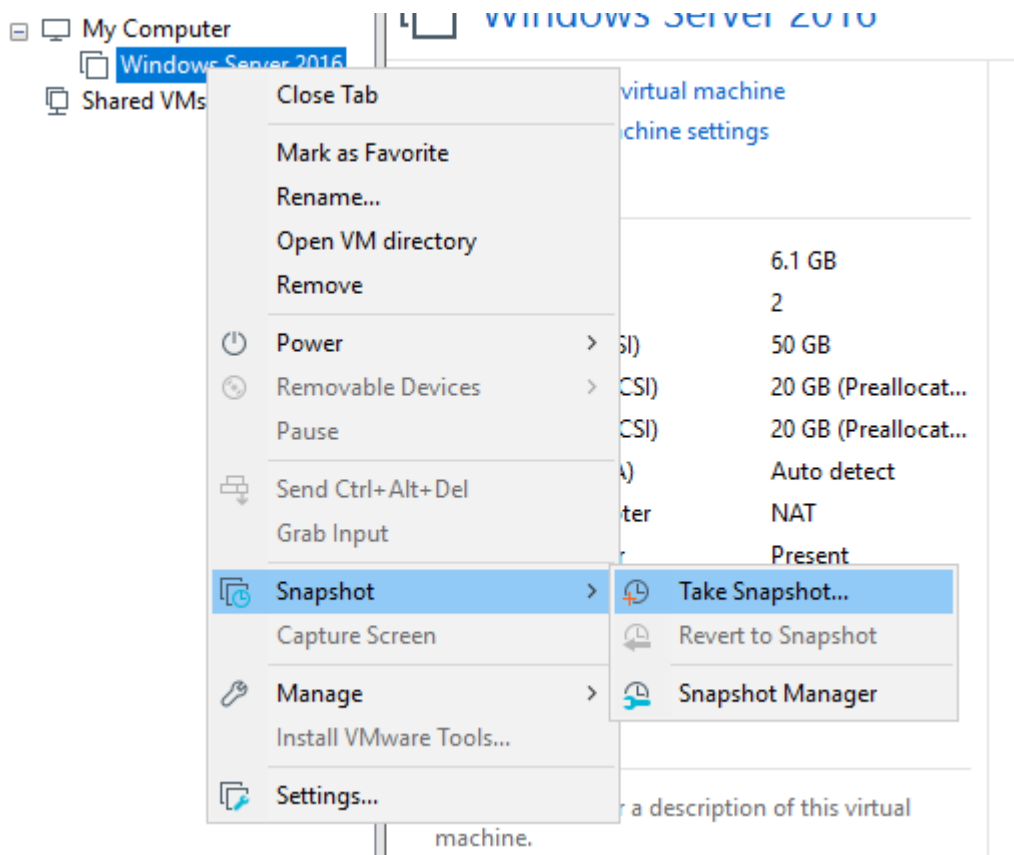 My Computer
Windows Server 2016
Shared VMs
Windows Server 2016
virtual machine
machine settings
Close Tab
Mark as Favorite
Rename...
Open VM directory
Remove
Power
Removable Devices
Pause
Send Ctrl+Alt+Del
Grab Input
Snapshot
Capture Screen
Manage
Install VMware Tools...
Settings...
6.1 GB
2
SI) 50 GB
CSI) 20 GB (Preallocat...
CSI) 20 GB (Preallocat...
A) Auto detect
ter NAT
r Present
Take Snapshot...
Revert to Snapshot
Snapshot Manager
a description of this virtual
machine.